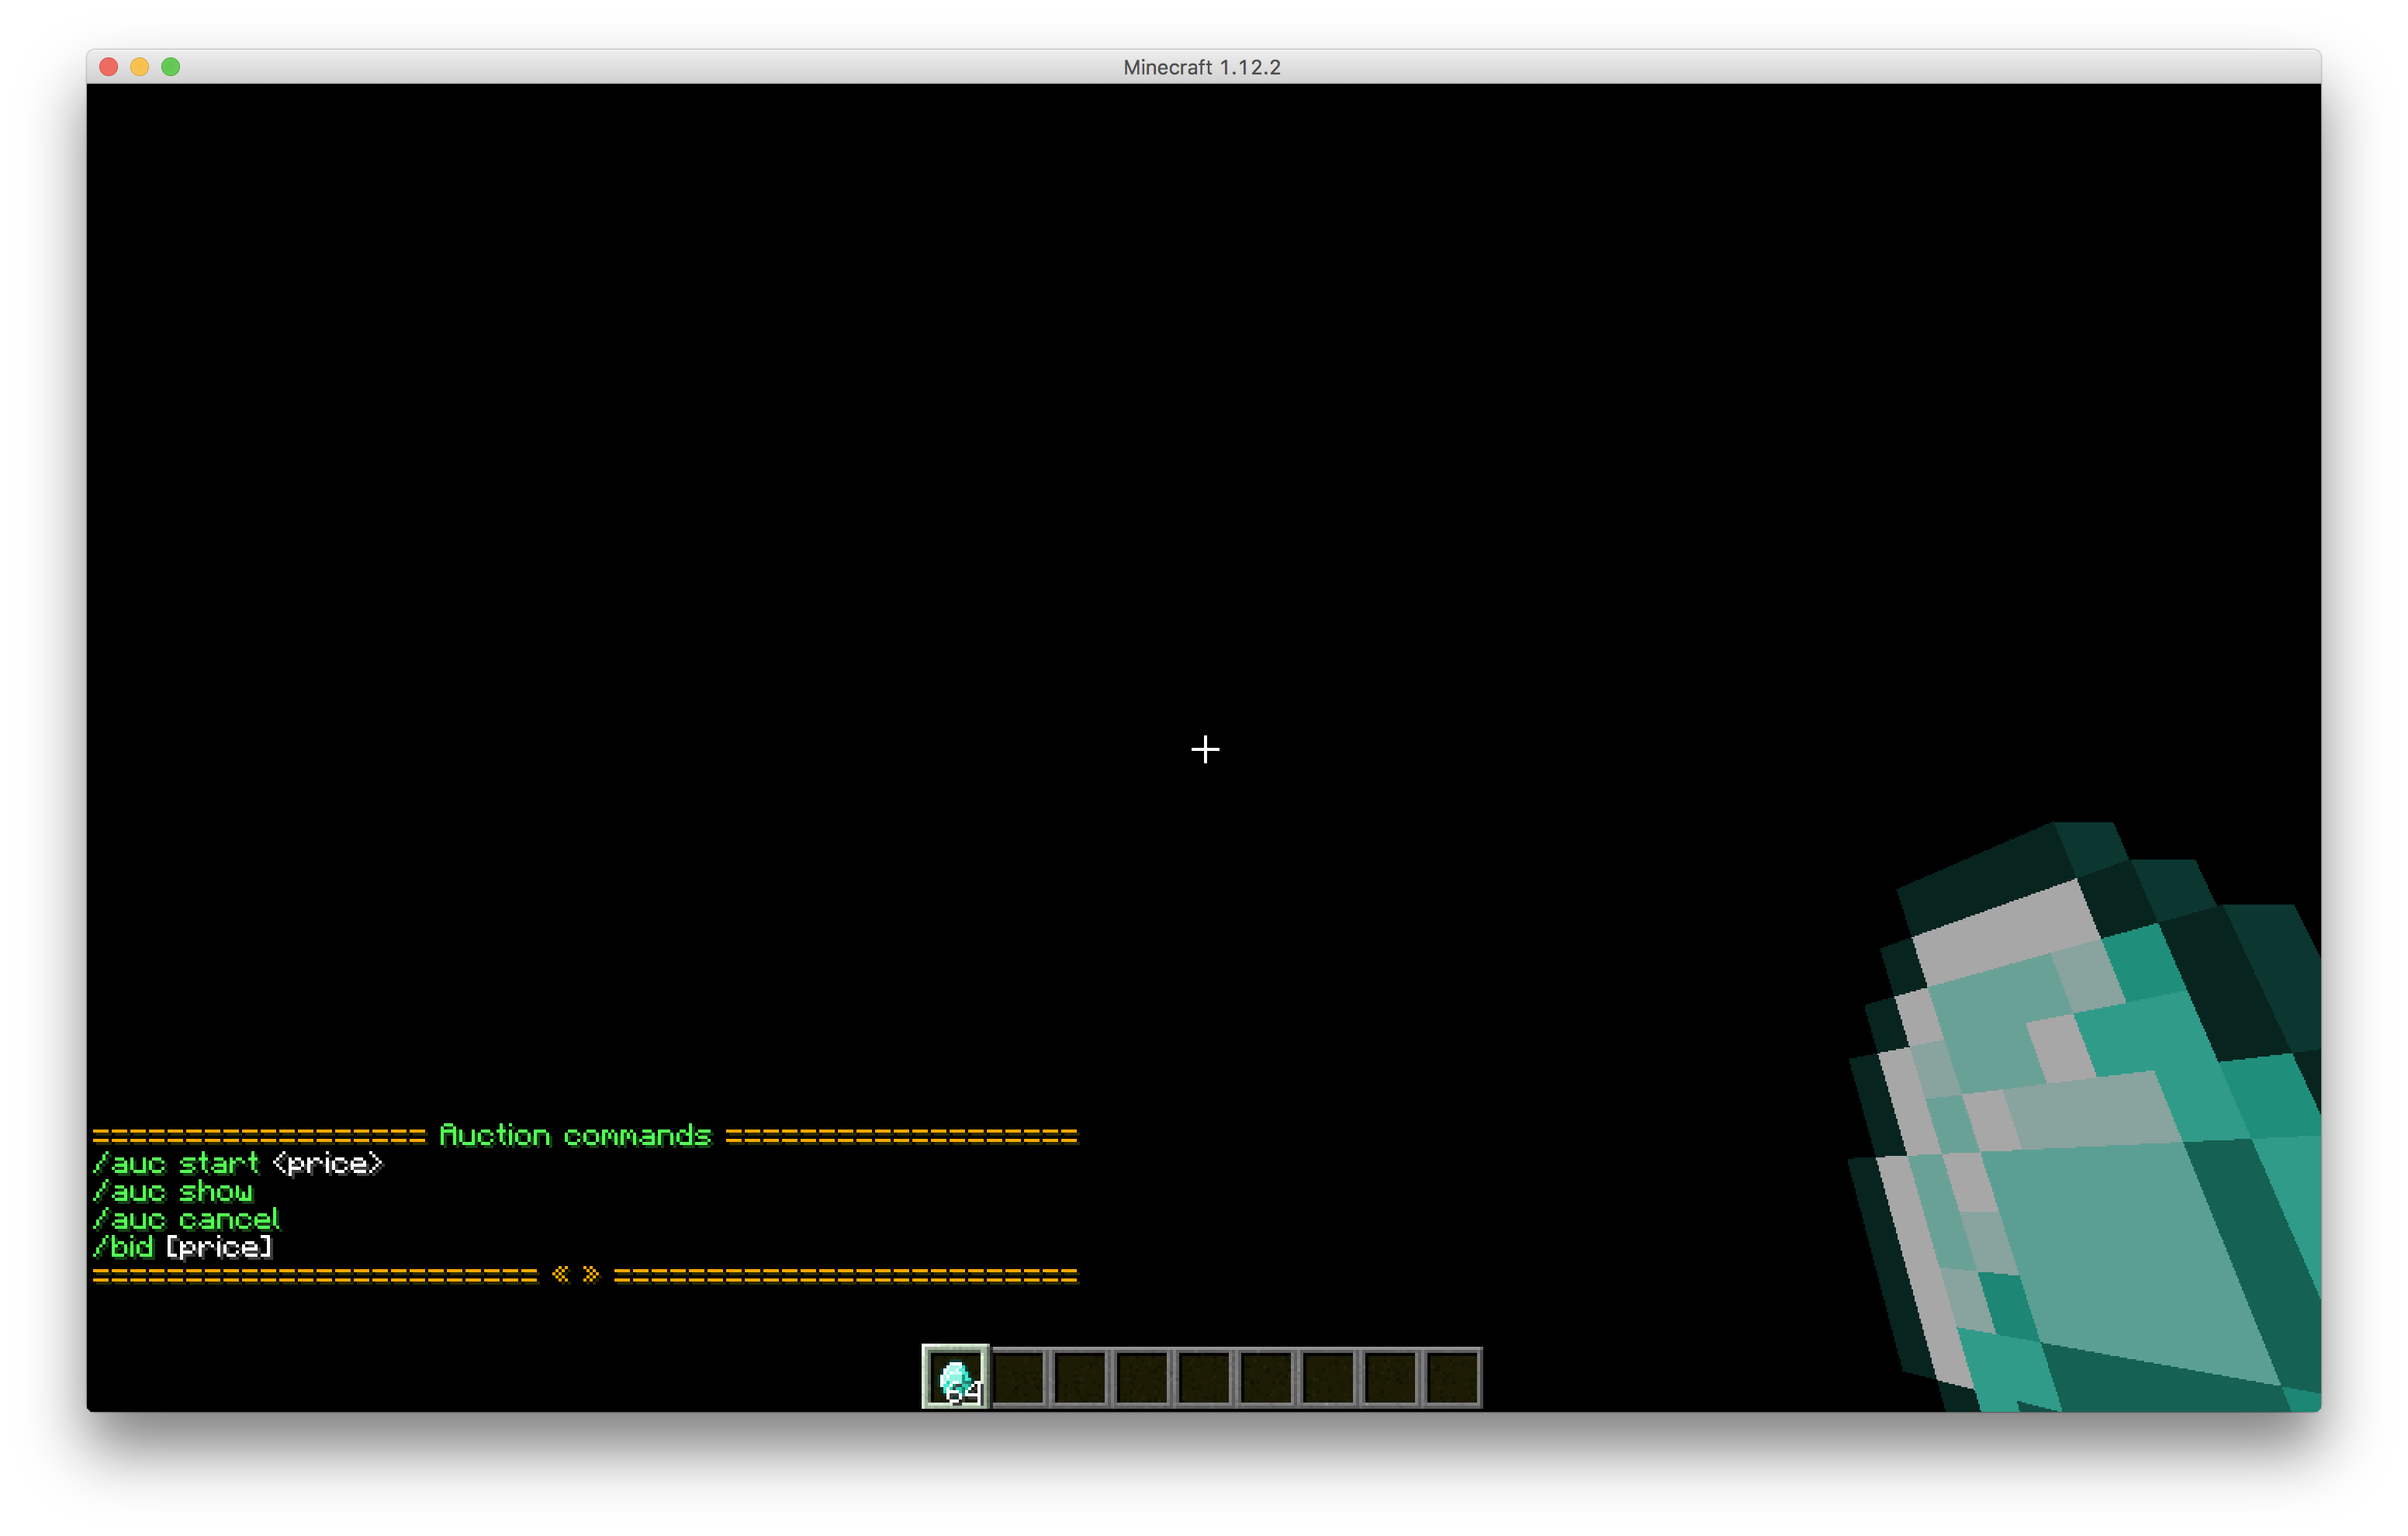 Minecraft 1.12.2
================== Auction commands ===================
/auc start <price>
/auc show
/auc cancel
/bid [price]
======================== « » =========================
64